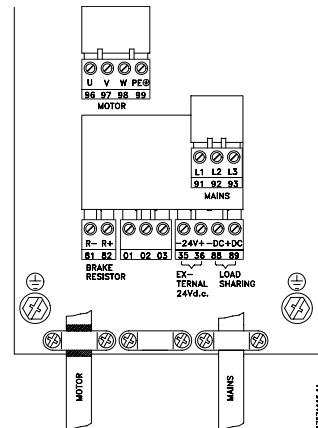 U V W PE
96 97 98 99
MOTOR
L1 L2 L3
91 92 93
MAINS
R- R+
81 82
01 02 03
-24V+
35 36
-DC+DC
88 89
BRAKE
RESISTOR
EX-
TERNAL
24Vd.c.
LOAD
SHARING
MOTOR
MAINS